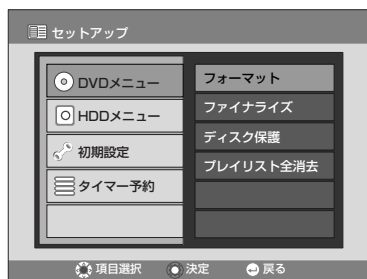 セットアップ
DVDメニュー
HDDメニュー
初期設定
タイマー予約
フォーマット
ファイナライズ
ディスク保護
プレイリスト全消去
項目選択 決定 戻る